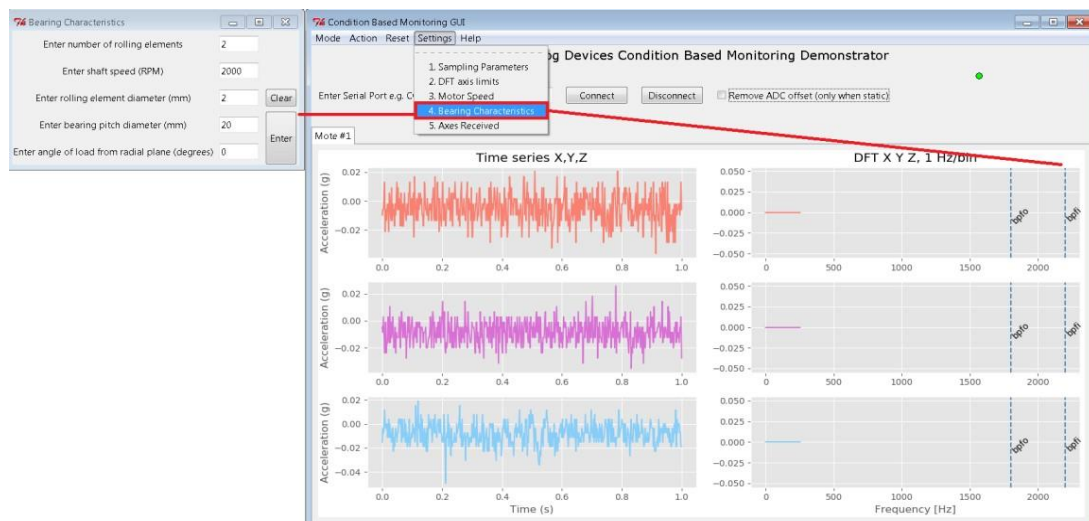 Bearing Characteristics
Enter number of rolling elements 2
Enter shaft speed (RPM) 2000
Enter rolling element diameter (mm) 2 Clear
Enter bearing pitch diameter (mm) 20
Enter
Enter angle of load from radial plane (degrees) 0
Condition Based Monitoring GUI
Mode Action Reset Settings Help
1. Sampling Parameters
2. DFT axis limits
3. Motor Speed
4. Bearing Characteristics
5. Axes Received
og Devices Condition Based Monitoring Demonstrator
Enter Serial Port e.g. Connect Disconnect Remove ADC offset (only when static)
Mote #1
Time series X,Y,Z
Acceleration (g)
0.02
0.00
−0.02
0.0 0.2 0.4 0.6 0.8 1.0
Acceleration (g)
0.02
0.00
−0.02
0.0 0.2 0.4 0.6 0.8 1.0
Acceleration (g)
0.02
0.00
−0.02
−0.04
0.0 0.2 0.4 0.6 0.8 1.0
Time (s)
DFT X Y Z, 1 Hz/bin
0.050
0.025
0.000
−0.025
−0.050
bpfo
bpfi
0 500 1000 1500 2000
0.050
0.025
0.000
−0.025
−0.050
bpfo
bpfi
0 500 1000 1500 2000
0.050
0.025
0.000
−0.025
−0.050
bpfo
bpfi
0 500 1000 1500 2000
Frequency [Hz]